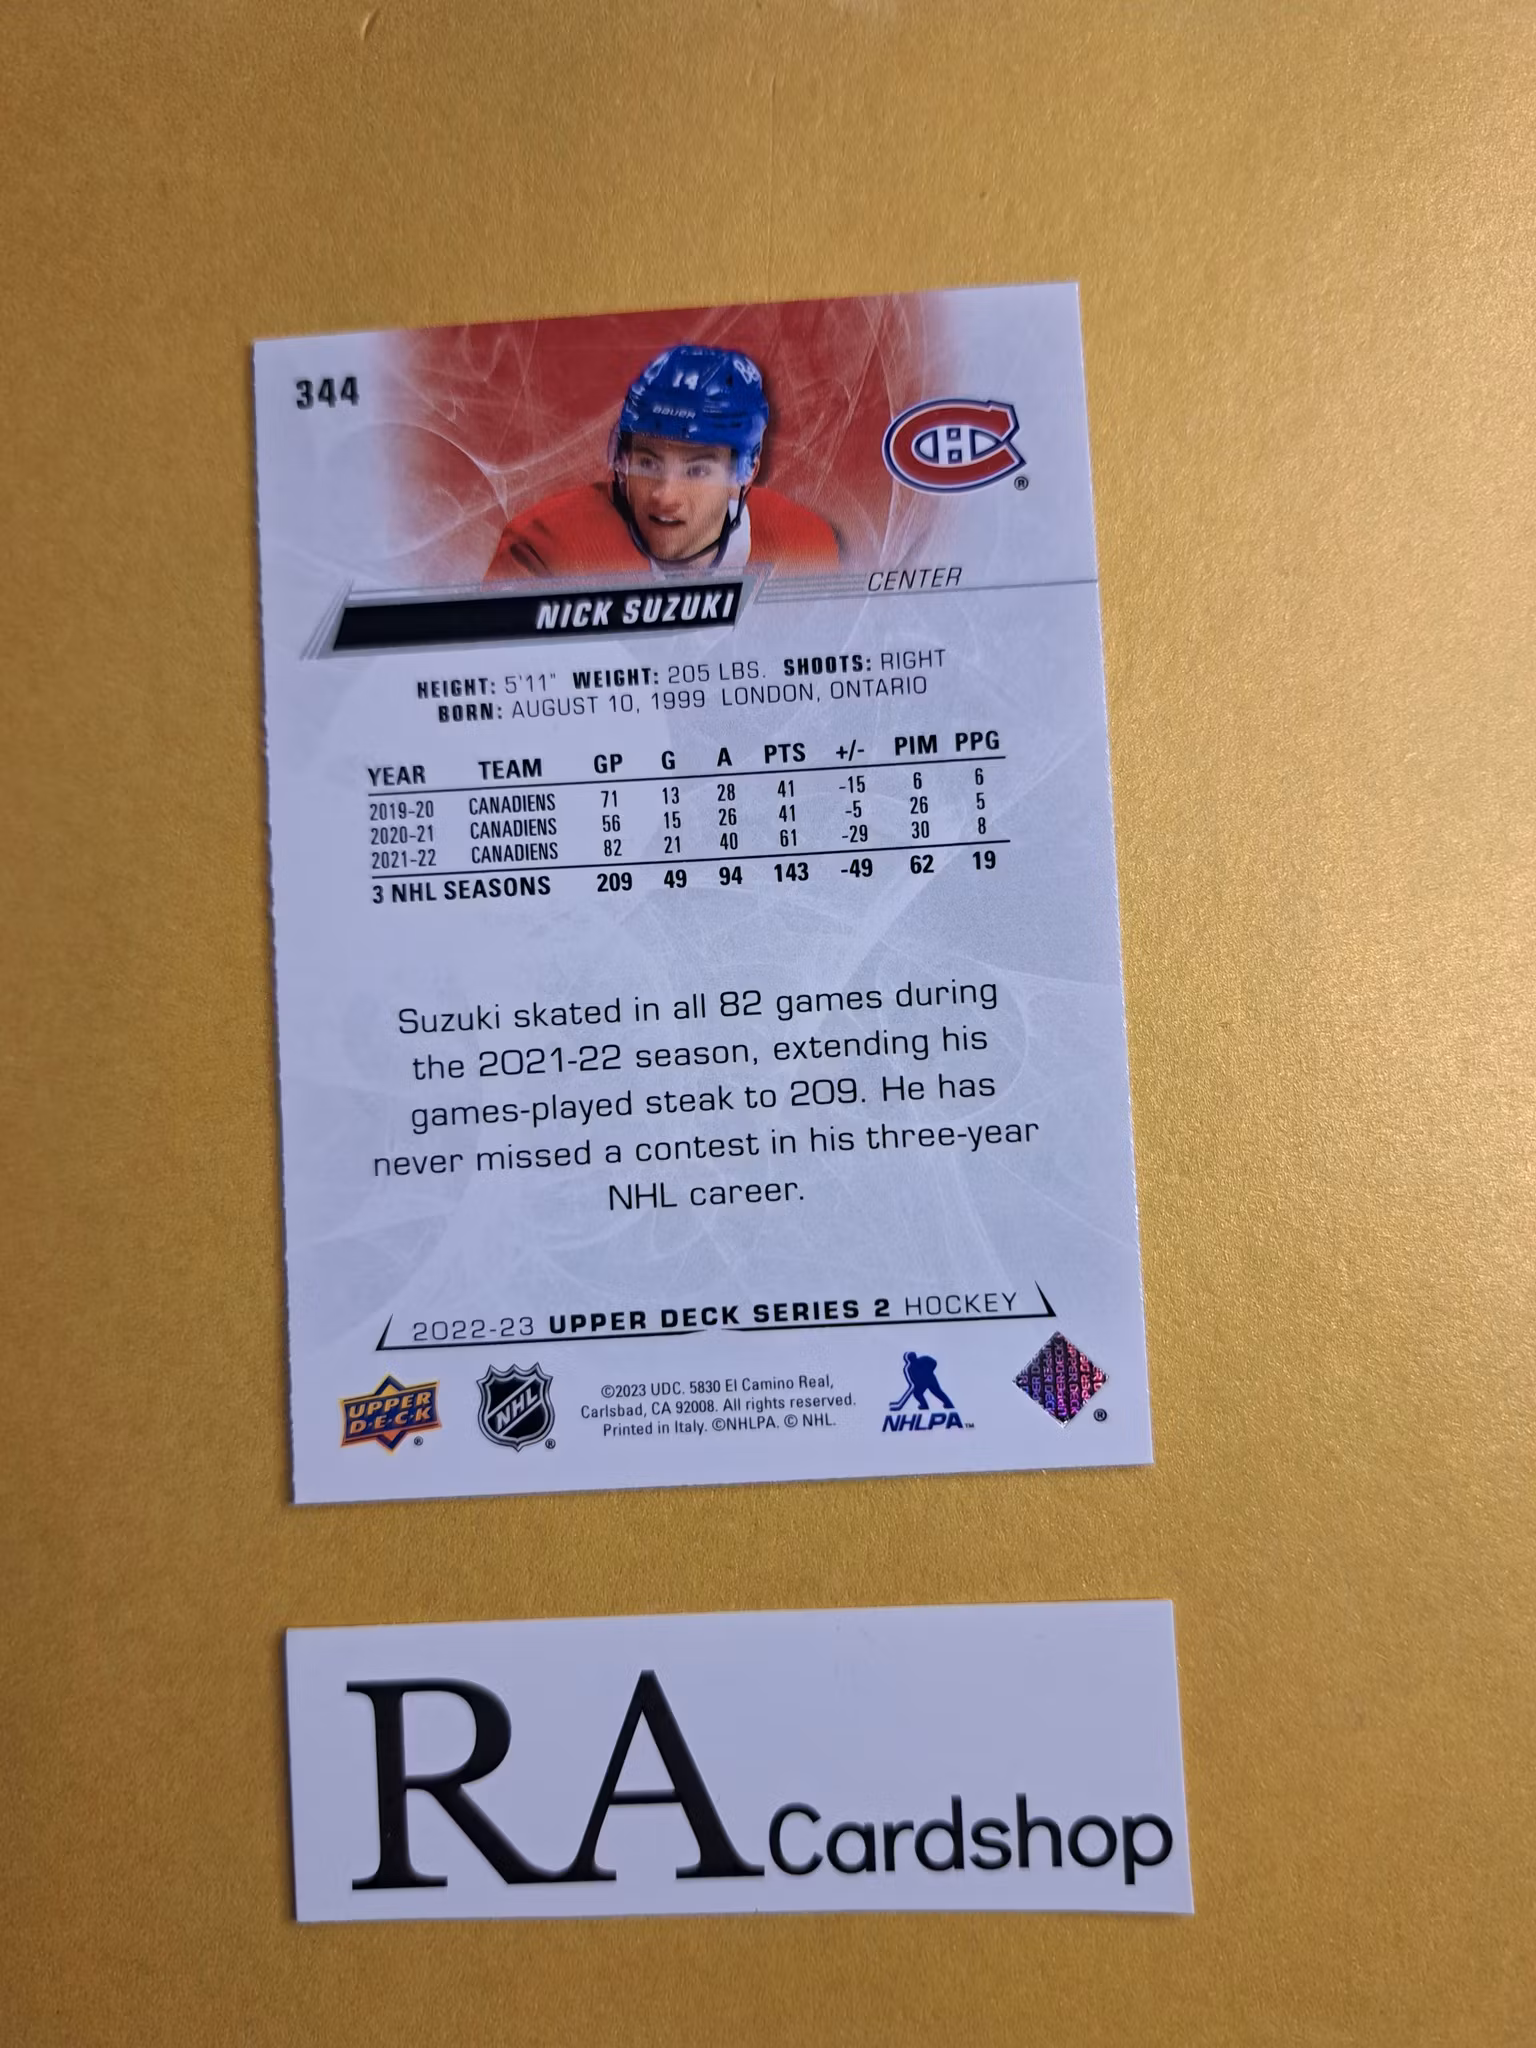 344
14
BAUER
®
CENTER
NICK SUZUKI
HEIGHT: 5'11" WEIGHT: 205 LBS. SHOOTS: RIGHT
BORN: AUGUST 10, 1999 LONDON, ONTARIO
YEAR TEAM GP G A PTS +/- PIM PPG
2019-20 CANADIENS 71 13 28 41 -15 6 6
2020-21 CANADIENS 56 15 26 41 -5 26 5
2021-22 CANADIENS 82 21 40 61 -29 30 8
3 NHL SEASONS 209 49 94 143 -49 62 19
Suzuki skated in all 82 games during
the 2021-22 season, extending his
games-played steak to 209. He has
never missed a contest in his three-year
NHL career.
2022-23 UPPER DECK SERIES 2 HOCKEY
UPPER
D·E·C·K ®
NHL ®
©2023 UDC. 5830 El Camino Real,
Carlsbad, CA 92008. All rights reserved.
Printed in Italy. ©NHLPA. © NHL.
NHLPA™
®
RA Cardshop